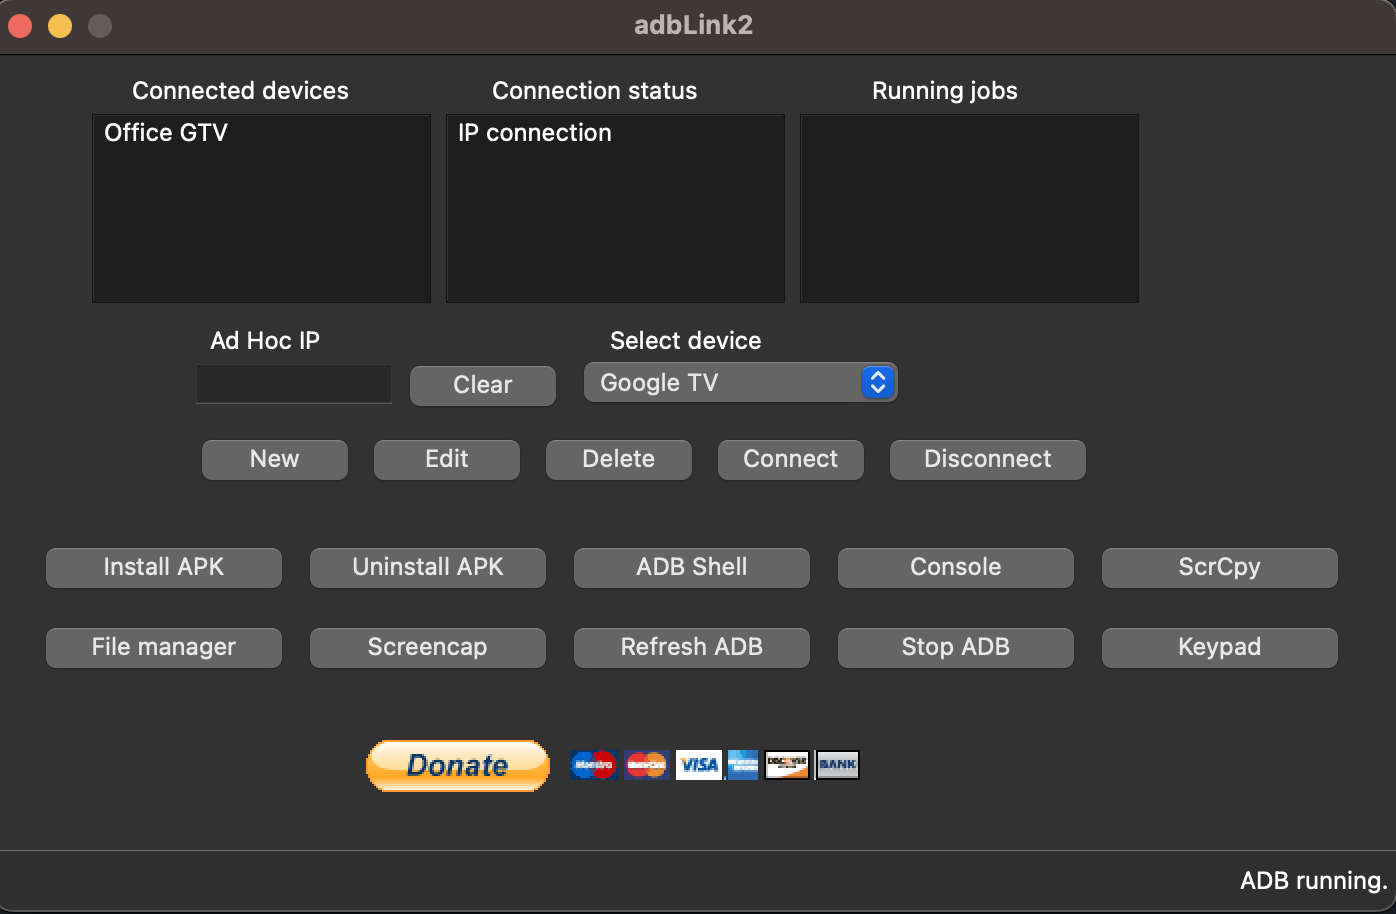 adbLink2
Connected devices
Connection status
Running jobs
Office GTV
IP connection
Ad Hoc IP
Select device
Clear
Google TV
New
Edit
Delete
Connect
Disconnect
Install APK
Uninstall APK
ADB Shell
Console
ScrCpy
File manager
Screencap
Refresh ADB
Stop ADB
Keypad
Donate
Maestro
MasterCard
VISA
DISCOVER
BANK
ADB running.